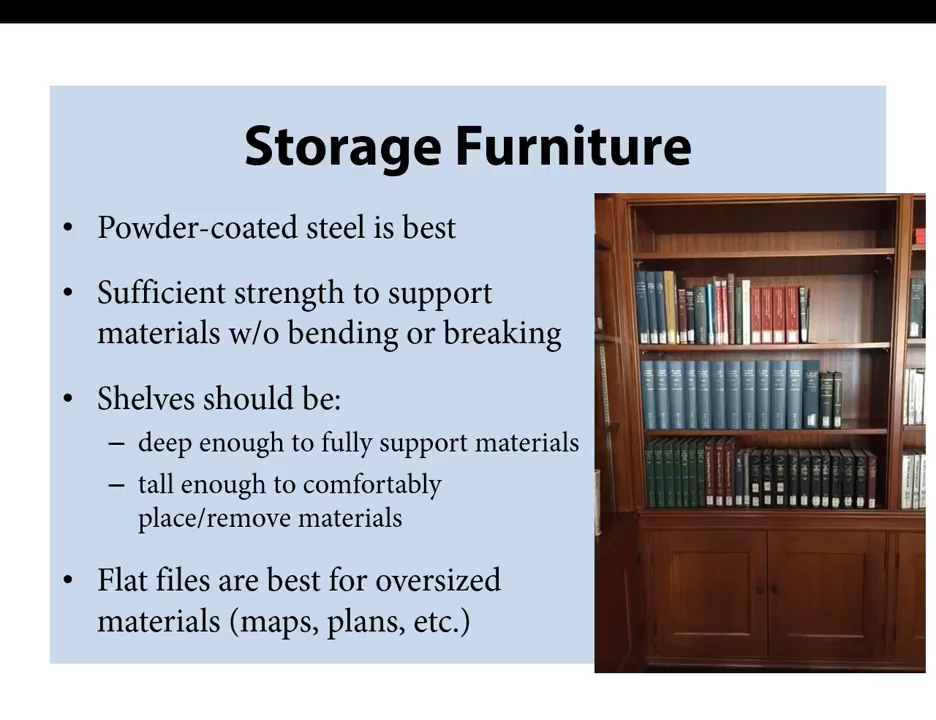 Storage Furniture
• Powder-coated steel is best
• Sufficient strength to support
materials w/o bending or breaking
• Shelves should be:
– deep enough to fully support materials
– tall enough to comfortably
place/remove materials
• Flat files are best for oversized
materials (maps, plans, etc.)